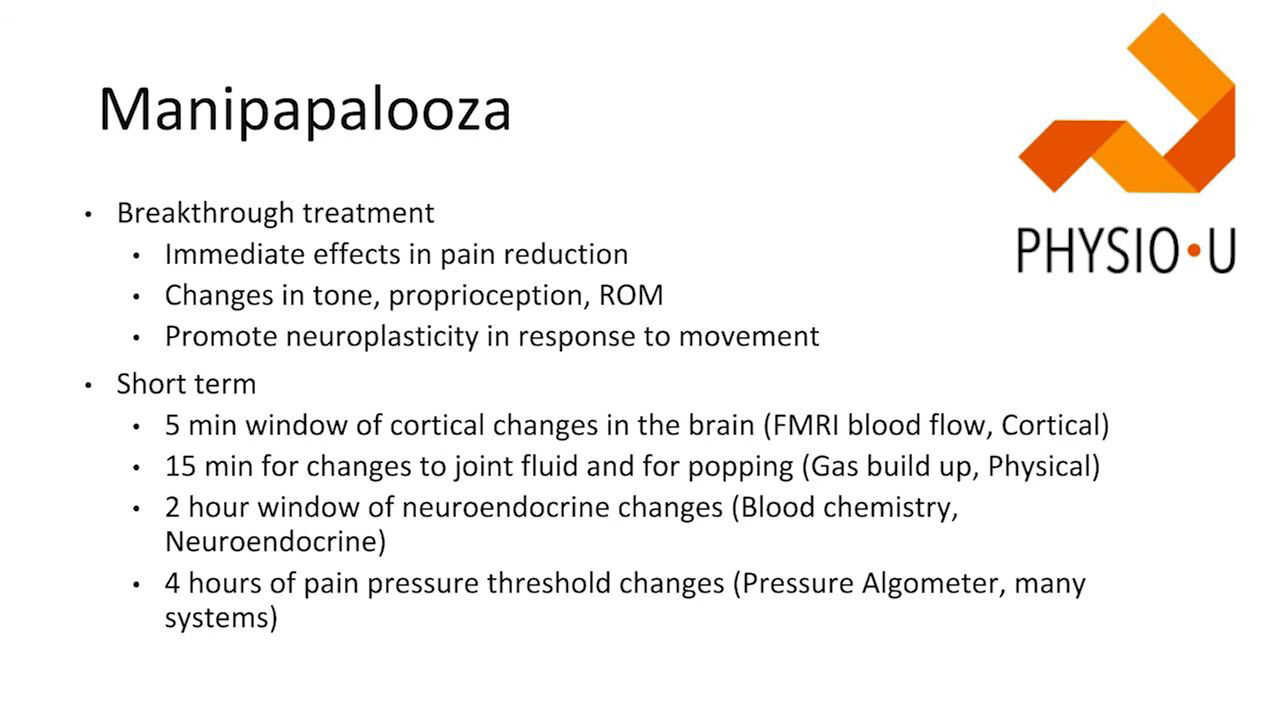 Manipapalooza
PHYSIO•U
• Breakthrough treatment
• Immediate effects in pain reduction
• Changes in tone, proprioception, ROM
• Promote neuroplasticity in response to movement
• Short term
• 5 min window of cortical changes in the brain (FMRI blood flow, Cortical)
• 15 min for changes to joint fluid and for popping (Gas build up, Physical)
• 2 hour window of neuroendocrine changes (Blood chemistry,
Neuroendocrine)
• 4 hours of pain pressure threshold changes (Pressure Algometer, many
systems)